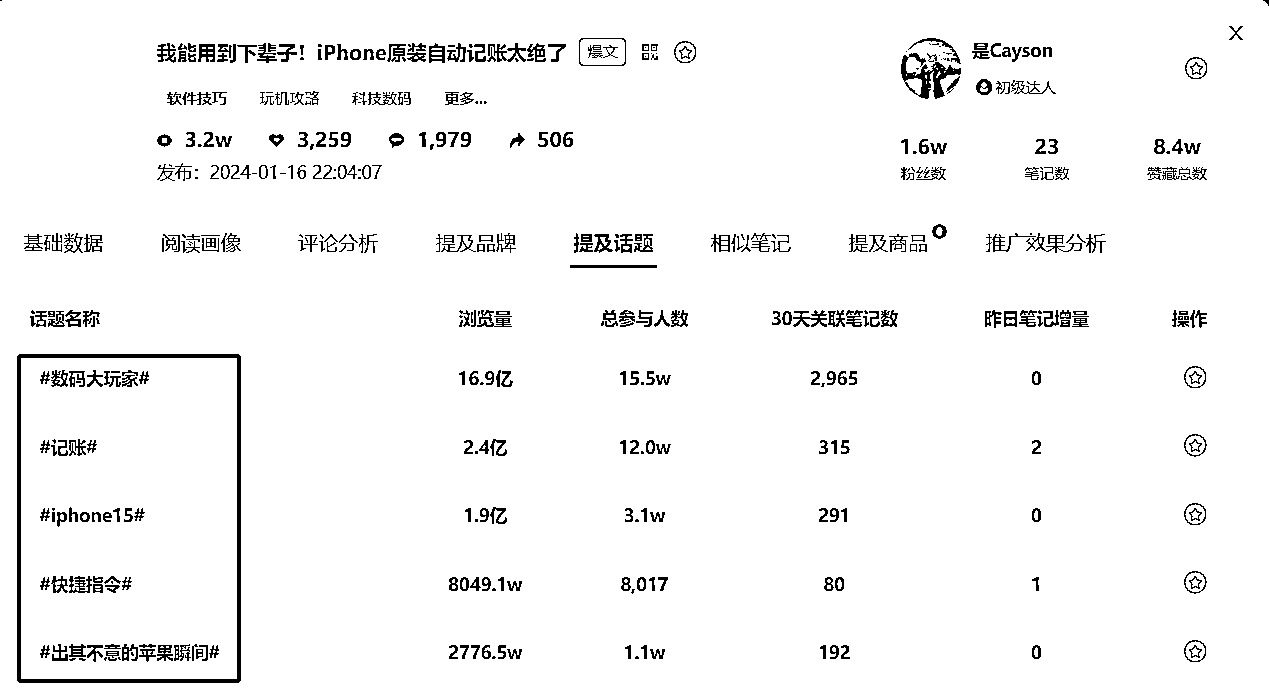 我能用到下辈子！iPhone原装自动记账太绝了 爆文
软件技巧 玩机攻略 科技数码 更多...
3.2w 3,259 1,979 506
发布：2024-01-16 22:04:07
X
是Cayson
初级达人
1.6w 23 8.4w
粉丝数 笔记数 赞藏总数
基础数据 阅读画像 评论分析 提及品牌 提及话题 相似笔记 提及商品 推广效果分析
话题名称 浏览量 总参与人数 30天关联笔记数 昨日笔记增量 操作
#数码大玩家# 16.9亿 15.5w 2,965 0
#记账# 2.4亿 12.0w 315 2
#iphone15# 1.9亿 3.1w 291 0
#快捷指令# 8049.1w 8,017 80 1
#出其不意的苹果瞬间# 2776.5w 1.1w 192 0